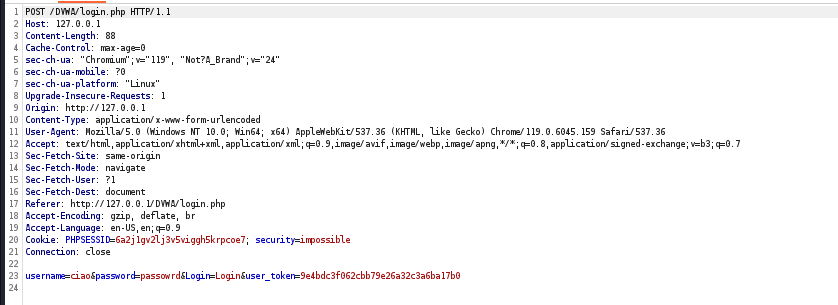 1 POST /DVWA/login.php HTTP/1.1
2 Host: 127.0.0.1
3 Content-Length: 88
4 Cache-Control: max-age=0
5 sec-ch-ua: "Chromium";v="119", "Not?A_Brand";v="24"
6 sec-ch-ua-mobile: ?0
7 sec-ch-ua-platform: "Linux"
8 Upgrade-Insecure-Requests: 1
9 Origin: http://127.0.0.1
10 Content-Type: application/x-www-form-urlencoded
11 User-Agent: Mozilla/5.0 (Windows NT 10.0; Win64; x64) AppleWebKit/537.36 (KHTML, like Gecko) Chrome/119.0.6045.159 Safari/537.36
12 Accept: text/html,application/xhtml+xml,application/xml;q=0.9,image/avif,image/webp,image/apng,*/*;q=0.8,application/signed-exchange;v=b3;q=0.7
13 Sec-Fetch-Site: same-origin
14 Sec-Fetch-Mode: navigate
15 Sec-Fetch-User: ?1
16 Sec-Fetch-Dest: document
17 Referer: http://127.0.0.1/DVWA/login.php
18 Accept-Encoding: gzip, deflate, br
19 Accept-Language: en-US,en;q=0.9
20 Cookie: PHPSESSID=6a2j1gv2lj3v5viggh5krpcoe7; security=impossible
21 Connection: close
22
23 username=ciao&password=passowrd&Login=Login&user_token=9e4bdc3f062cbb79e26a32c3a6ba17b0
24